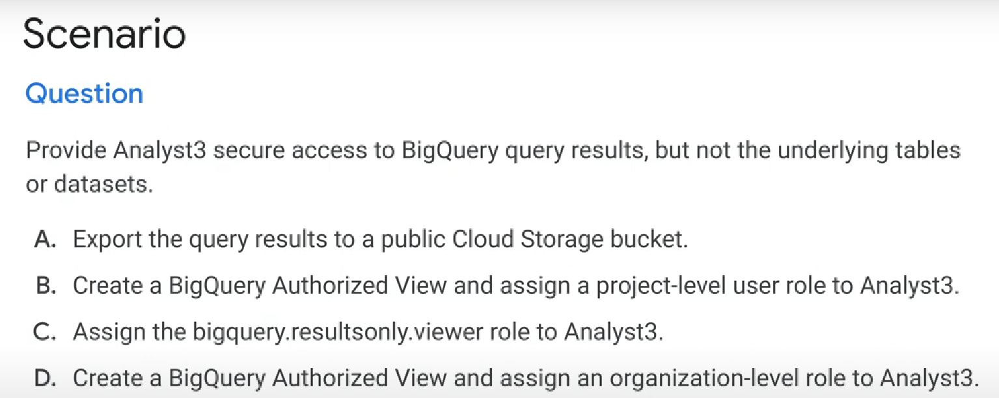 Scenario
Question
Provide Analyst3 secure access to BigQuery query results, but not the underlying tables
or datasets.
A. Export the query results to a public Cloud Storage bucket.
B. Create a BigQuery Authorized View and assign a project-level user role to Analyst3.
C. Assign the bigquery.resultsonly.viewer role to Analyst3.
D. Create a BigQuery Authorized View and assign an organization-level role to Analyst3.